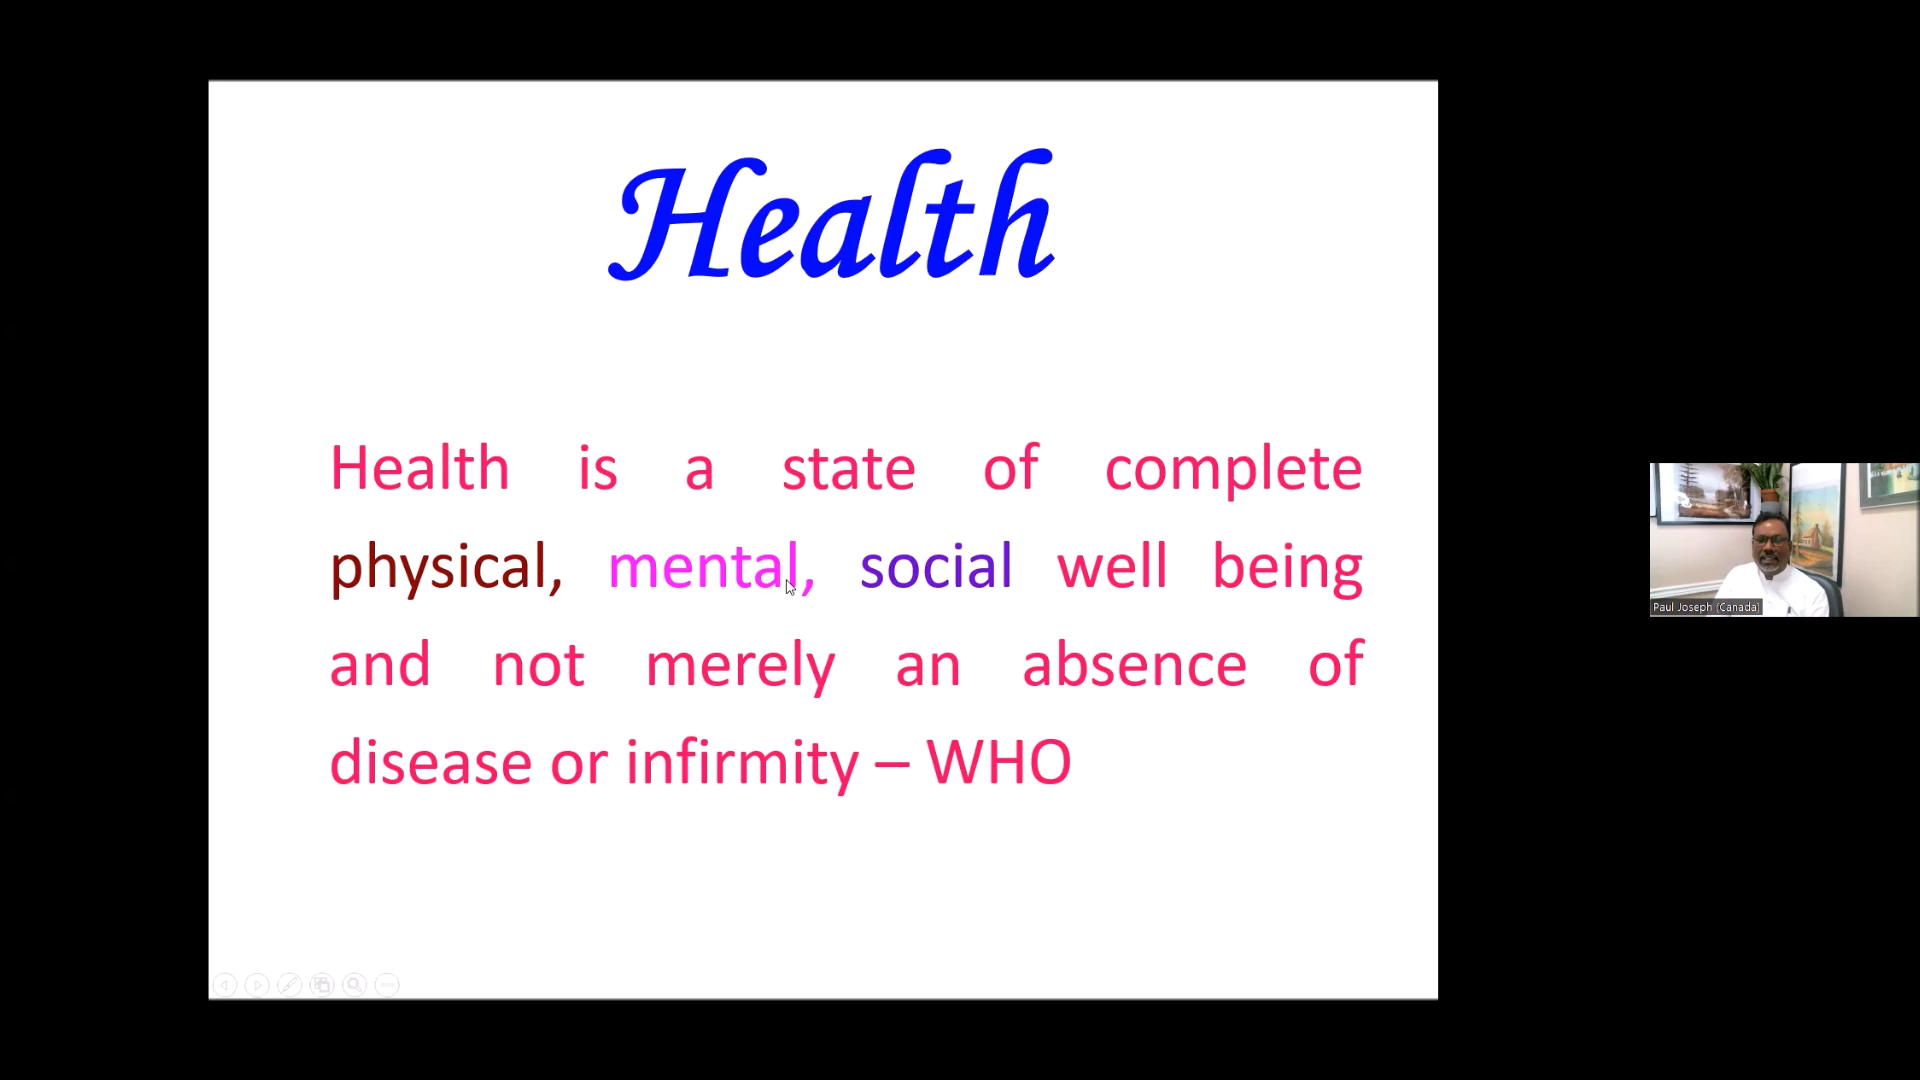 Health
Health is a state of complete
physical, mental, social well being
and not merely an absence of
disease or infirmity – WHO
Paul Joseph (Canada)